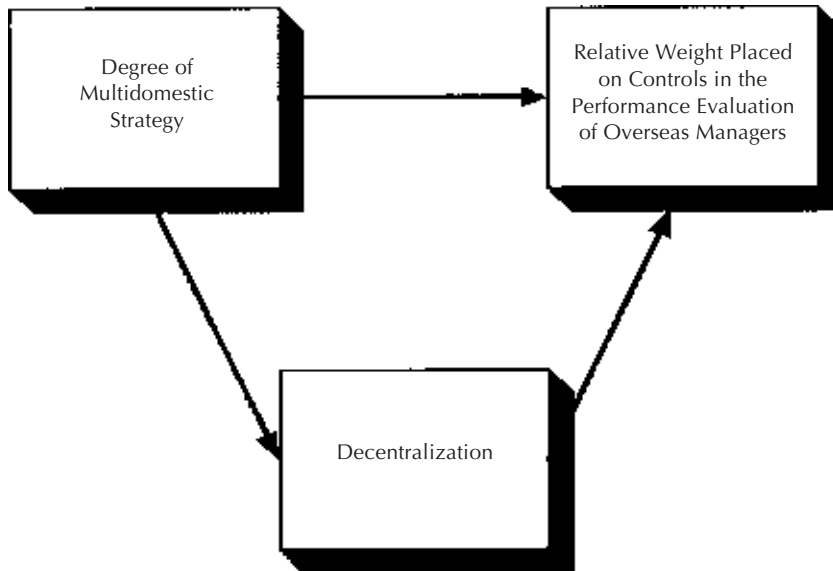 Degree of
Multidomestic
Strategy
Relative Weight Placed
on Controls in the
Performance Evaluation
of Overseas Managers
Decentralization